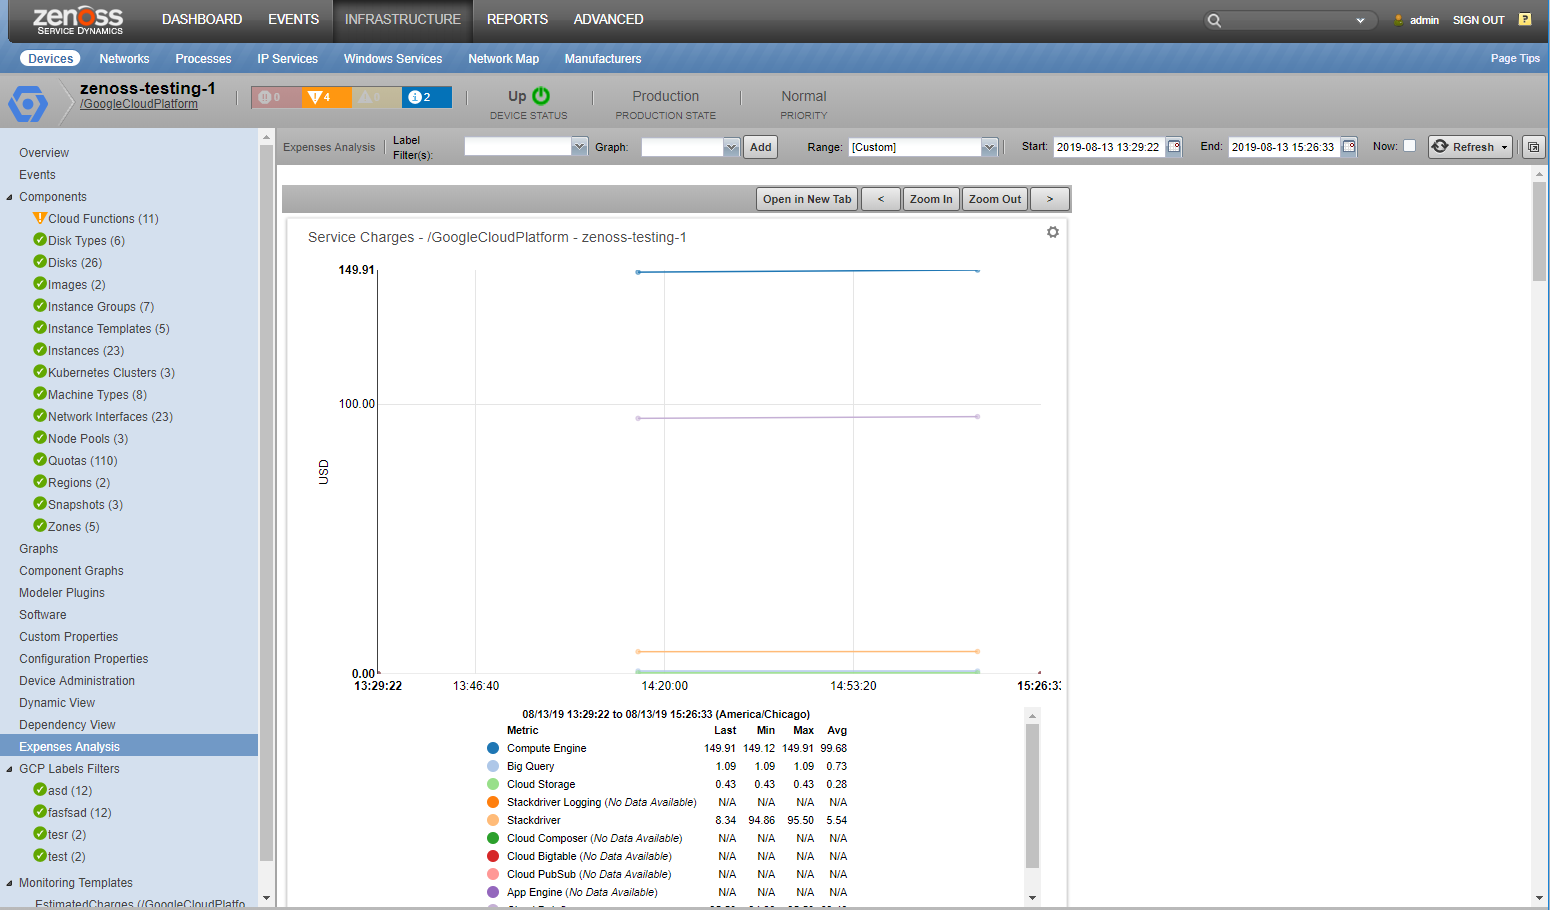 zenoss
SERVICE DYNAMICS
DASHBOARD EVENTS INFRASTRUCTURE REPORTS ADVANCED
admin SIGN OUT ?
Devices Networks Processes IP Services Windows Services Network Map Manufacturers Page Tips
zenoss-testing-1
/GoogleCloudPlatform
0 4 0 2
Up
DEVICE STATUS
Production
PRODUCTION STATE
Normal
PRIORITY
Overview
Events
Components
Cloud Functions (11)
Disk Types (6)
Disks (26)
Images (2)
Instance Groups (7)
Instance Templates (5)
Instances (23)
Kubernetes Clusters (3)
Machine Types (8)
Network Interfaces (23)
Node Pools (3)
Quotas (110)
Regions (2)
Snapshots (3)
Zones (5)
Graphs
Component Graphs
Modeler Plugins
Software
Custom Properties
Configuration Properties
Device Administration
Dynamic View
Dependency View
Expenses Analysis
GCP Labels Filters
asd (12)
fasfsad (12)
tesr (2)
test (2)
Monitoring Templates
EstimatedCharges (/GoogleCloudPlatfo
Expenses Analysis Label Filter(s): Graph: Add Range: [Custom] Start: 2019-08-13 13:29:22 End: 2019-08-13 15:26:33 Now: Refresh
Open in New Tab < Zoom In Zoom Out >
Service Charges - /GoogleCloudPlatform - zenoss-testing-1
149.91
100.00
USD
0.00
13:29:22 13:46:40 14:20:00 14:53:20 15:26:33
08/13/19 13:29:22 to 08/13/19 15:26:33 (America/Chicago)
Metric Last Min Max Avg
Compute Engine 149.91 149.12 149.91 99.68
Big Query 1.09 1.09 1.09 0.73
Cloud Storage 0.43 0.43 0.43 0.28
Stackdriver Logging (No Data Available) N/A N/A N/A N/A
Stackdriver 8.34 94.86 95.50 5.54
Cloud Composer (No Data Available) N/A N/A N/A N/A
Cloud Bigtable (No Data Available) N/A N/A N/A N/A
Cloud PubSub (No Data Available) N/A N/A N/A N/A
App Engine (No Data Available) N/A N/A N/A N/A